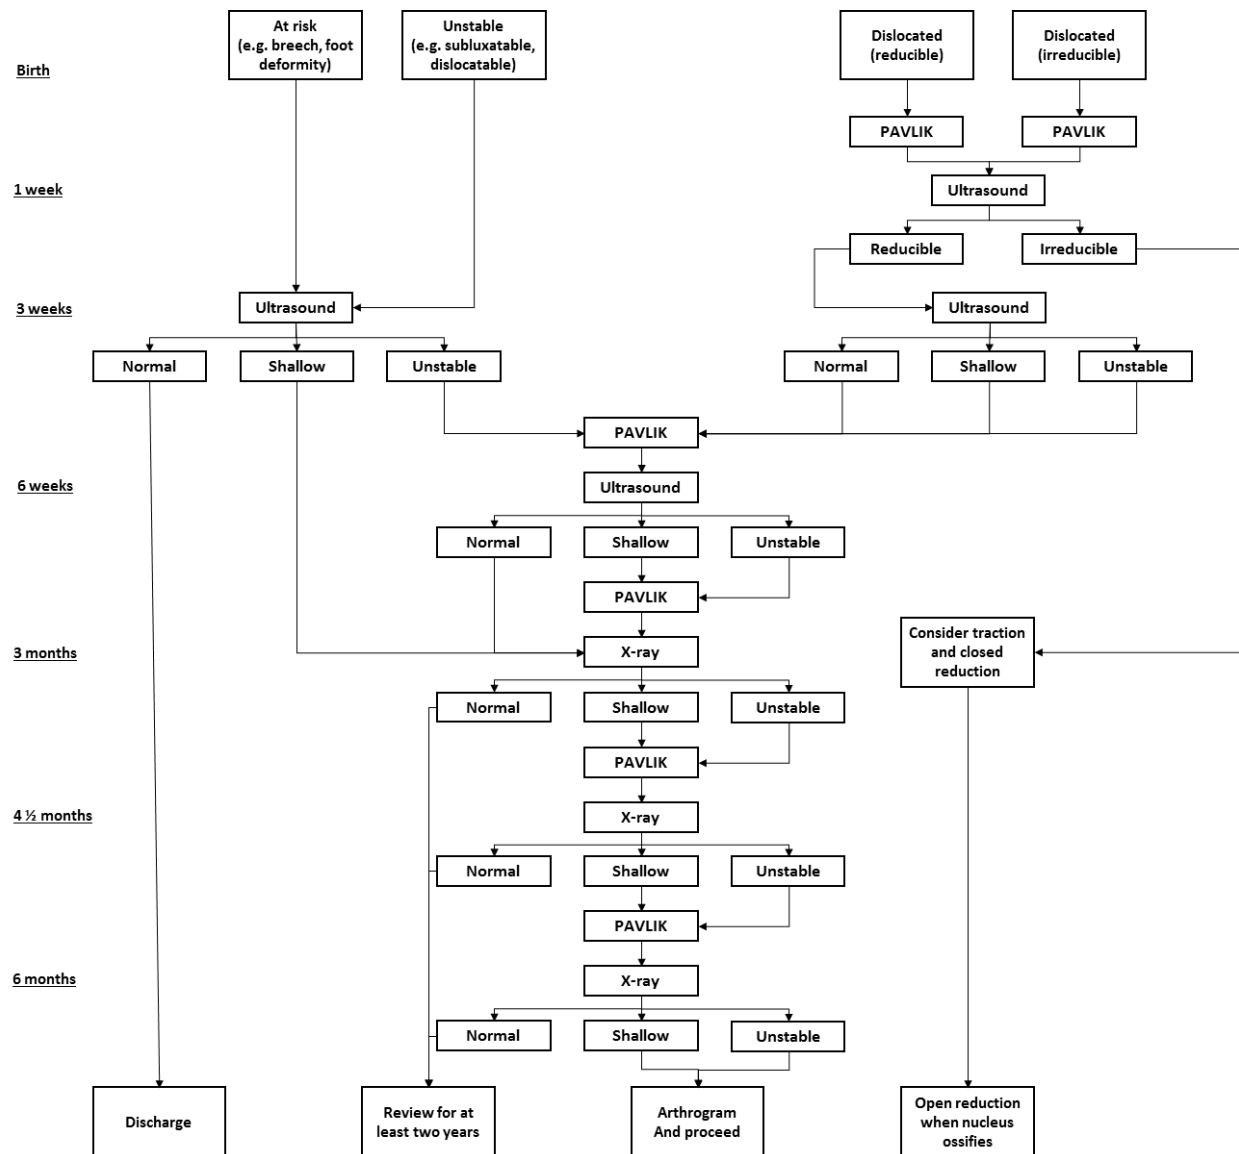 At risk
(e.g. breech, foot
deformity)
Unstable
(e.g. subluxatable,
dislocatable)
Dislocated
(reducible)
Dislocated
(irreducible)
Birth
PAVLIK
PAVLIK
1 week
Ultrasound
Reducible
Irreducible
3 weeks
Ultrasound
Ultrasound
Normal
Shallow
Unstable
Normal
Shallow
Unstable
PAVLIK
6 weeks
Ultrasound
Normal
Shallow
Unstable
PAVLIK
3 months
X-ray
Consider traction
and closed
reduction
Normal
Shallow
Unstable
PAVLIK
4 ½ months
X-ray
Normal
Shallow
Unstable
PAVLIK
6 months
X-ray
Normal
Shallow
Unstable
Discharge
Review for at
least two years
Arthrogram
And proceed
Open reduction
when nucleus
ossifies